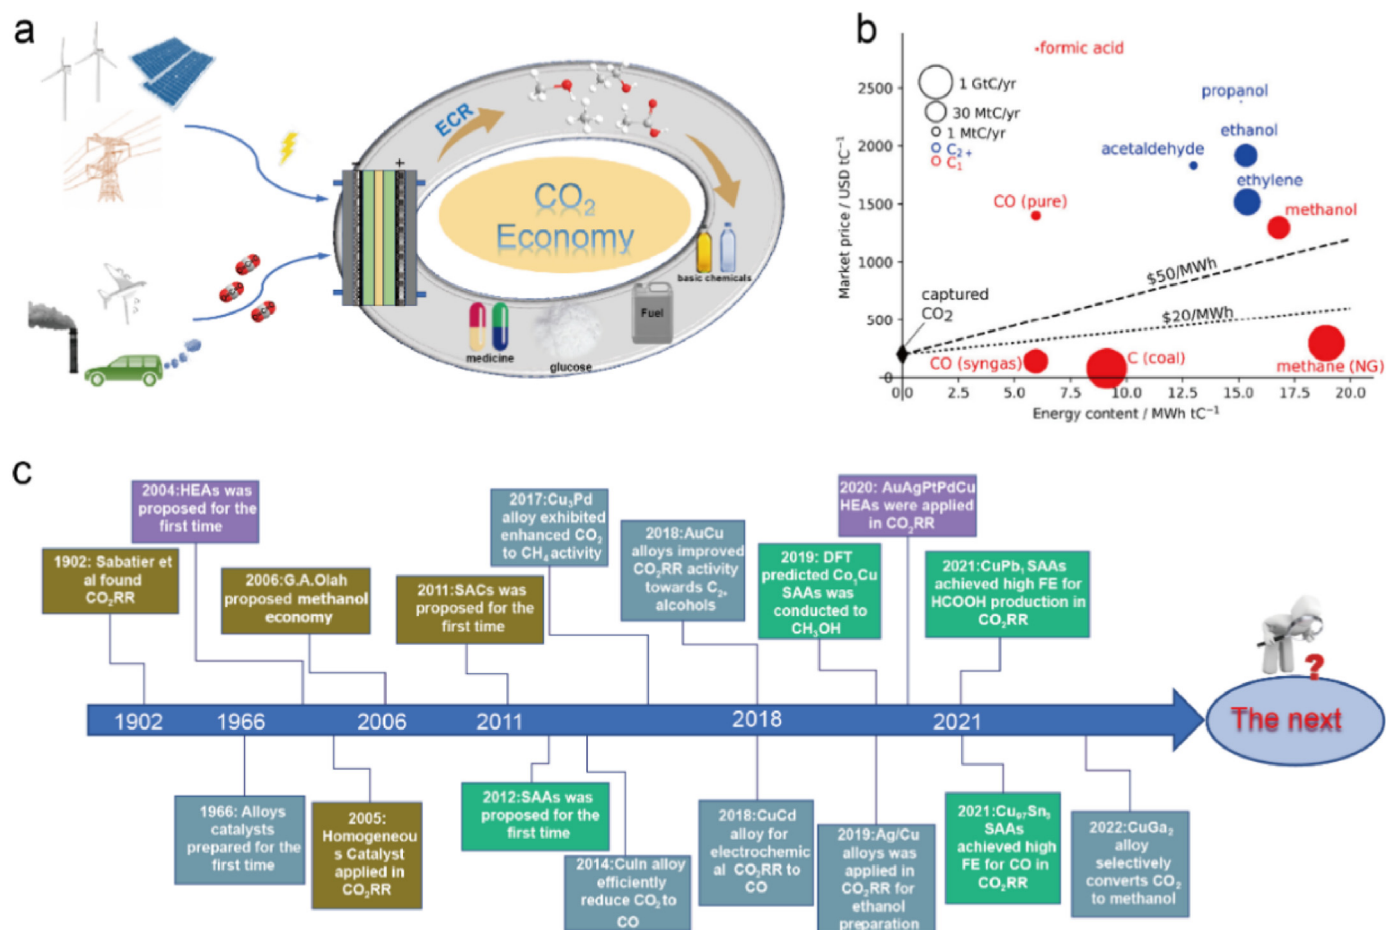 a
ECR
CO₂
Economy
- +
basic chemicals
Fuel
medicine
glucose
b
Market price / USD tC⁻¹
2500
2000
1500
1000
500
0
1 GtC/yr
30 MtC/yr
1 MtC/yr
C₂₊
C₁
formic acid
propanol
ethanol
acetaldehyde
ethylene
CO (pure)
methanol
$50/MWh
captured
CO₂
$20/MWh
CO (syngas)
C (coal)
methane (NG)
0.0 2.5 5.0 7.5 10.0 12.5 15.0 17.5 20.0
Energy content / MWh tC⁻¹
c
1902: Sabatier et
al found
CO₂RR
2004:HEAs was
proposed for the
first time
2006:G.A.Olah
proposed methanol
economy
2011:SACs was
proposed for the
first time
2017:Cu₃Pd
alloy exhibited
enhanced CO₂
to CH₄ activity
2018:AuCu
alloys improved
CO₂RR activity
towards C₂₊
alcohols
2019: DFT
predicted Co₁Cu
SAAs was
conducted to
CH₃OH
2020: AuAgPtPdCu
HEAs were applied
in CO₂RR
2021:CuPb₁ SAAs
achieved high FE for
HCOOH production in
CO₂RR
?
1902 1966 2006 2011 2018 2021
The next
1966: Alloys
catalysts
prepared for the
first time
2005:
Homogeneou
s Catalyst
applied in
CO₂RR
2012:SAAs was
proposed for the
first time
2014:CuIn alloy
efficiently
reduce CO₂ to
CO
2018:CuCd
alloy for
electrochemic
al CO₂RR to
CO
2019:Ag/Cu
alloys was
applied in
CO₂RR for
ethanol
preparation
2021:Cu₉₇Sn₃
SAAs
achieved high
FE for CO in
CO₂RR
2022:CuGa₂
alloy
selectively
converts CO₂
to methanol